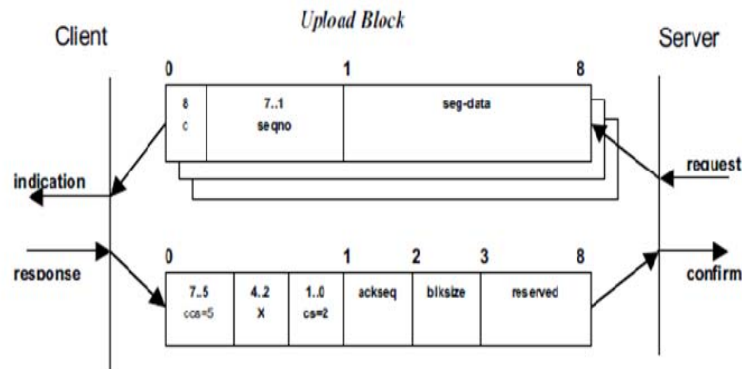 Upload Block
Client
Server
0 1 8
8 7..1 seg-data
c seqno
indication
request
0 1 2 3 8
response
confirm
7..5 4..2 1..0 ackseq blksize reserved
ccs=5 X cs=2